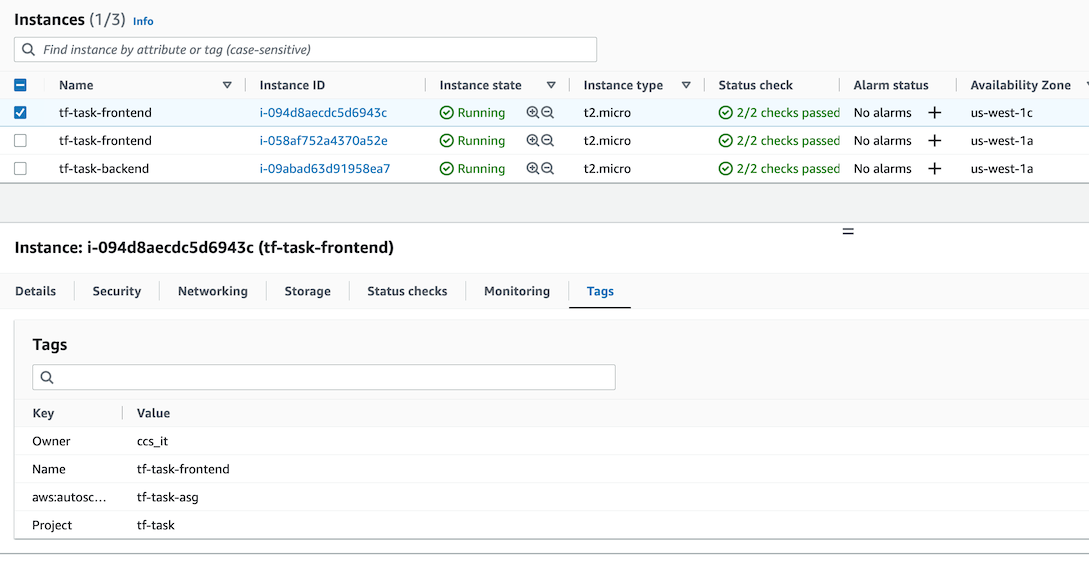 Instances (1/3) Info
Find instance by attribute or tag (case-sensitive)
Name Instance ID Instance state Instance type Status check Alarm status Availability Zone
tf-task-frontend i-094d8aecdc5d6943c Running t2.micro 2/2 checks passed No alarms + us-west-1c
tf-task-frontend i-058af752a4370a52e Running t2.micro 2/2 checks passed No alarms + us-west-1a
tf-task-backend i-09abad63d91958ea7 Running t2.micro 2/2 checks passed No alarms + us-west-1a
Instance: i-094d8aecdc5d6943c (tf-task-frontend)
Details Security Networking Storage Status checks Monitoring Tags
Tags
Key Value
Owner ccs_it
Name tf-task-frontend
aws:autosc... tf-task-asg
Project tf-task